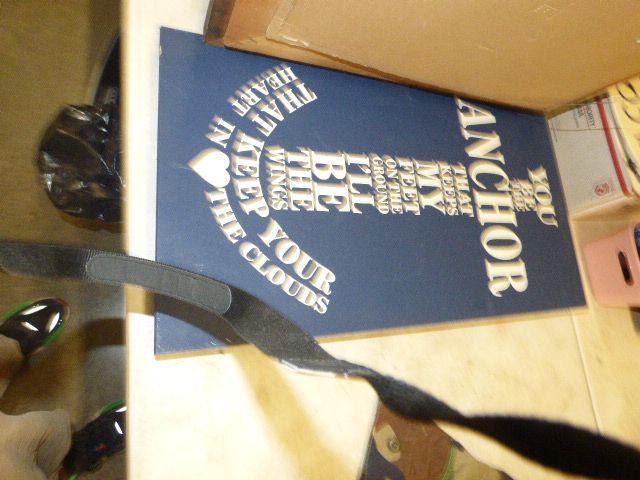 YOU
BE
THE
ANCHOR
THAT
KEEPS
MY
FEET
ON THE
GROUND
I'LL
BE
THE
WINGS
THAT KEEP YOUR
HEART IN THE CLOUDS